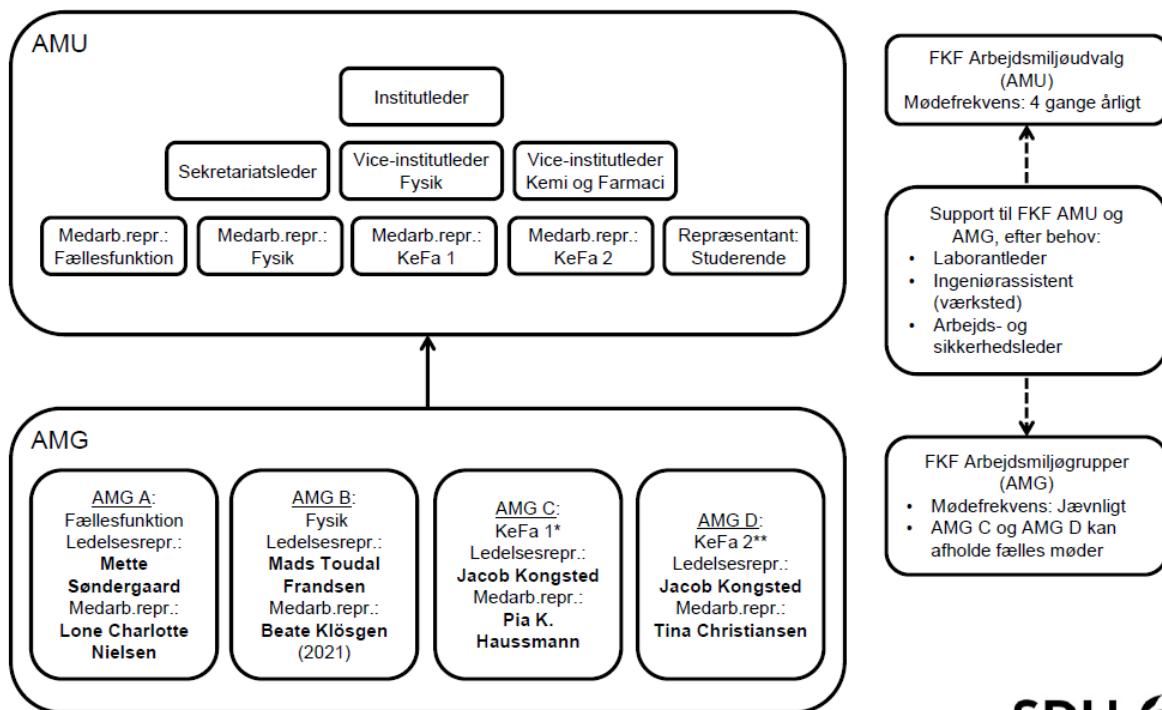 AMU
Institutleder
Sekretariatsleder
Vice-institutleder
Fysik
Vice-institutleder
Kemi og Farmaci
Medarb.repr.:
Fællesfunktion
Medarb.repr.:
Fysik
Medarb.repr.:
KeFa 1
Medarb.repr.:
KeFa 2
Repræsentant:
Studerende
AMG
AMG A:
Fællesfunktion
Ledelsesrepr.:
Mette
Søndergaard
Medarb.repr.:
Lone Charlotte
Nielsen
AMG B:
Fysik
Ledelsesrepr.:
Mads Toudal
Frandsen
Medarb.repr.:
Beate Klösgen
(2021)
AMG C:
KeFa 1*
Ledelsesrepr.:
Jacob Kongsted
Medarb.repr.:
Pia K.
Haussmann
AMG D:
KeFa 2**
Ledelsesrepr.:
Jacob Kongsted
Medarb.repr.:
Tina Christiansen
FKF Arbejdsmiljøudvalg
(AMU)
Mødefrekvens: 4 gange årligt
Support til FKF AMU og
AMG, efter behov:
• Laborantleder
• Ingeniørassistent
(værksted)
• Arbejds- og
sikkerhedsleder
FKF Arbejdsmiljøgrupper
(AMG)
• Mødefrekvens: Jævnligt
• AMG C og AMG D kan
afholde fælles møder
SDU